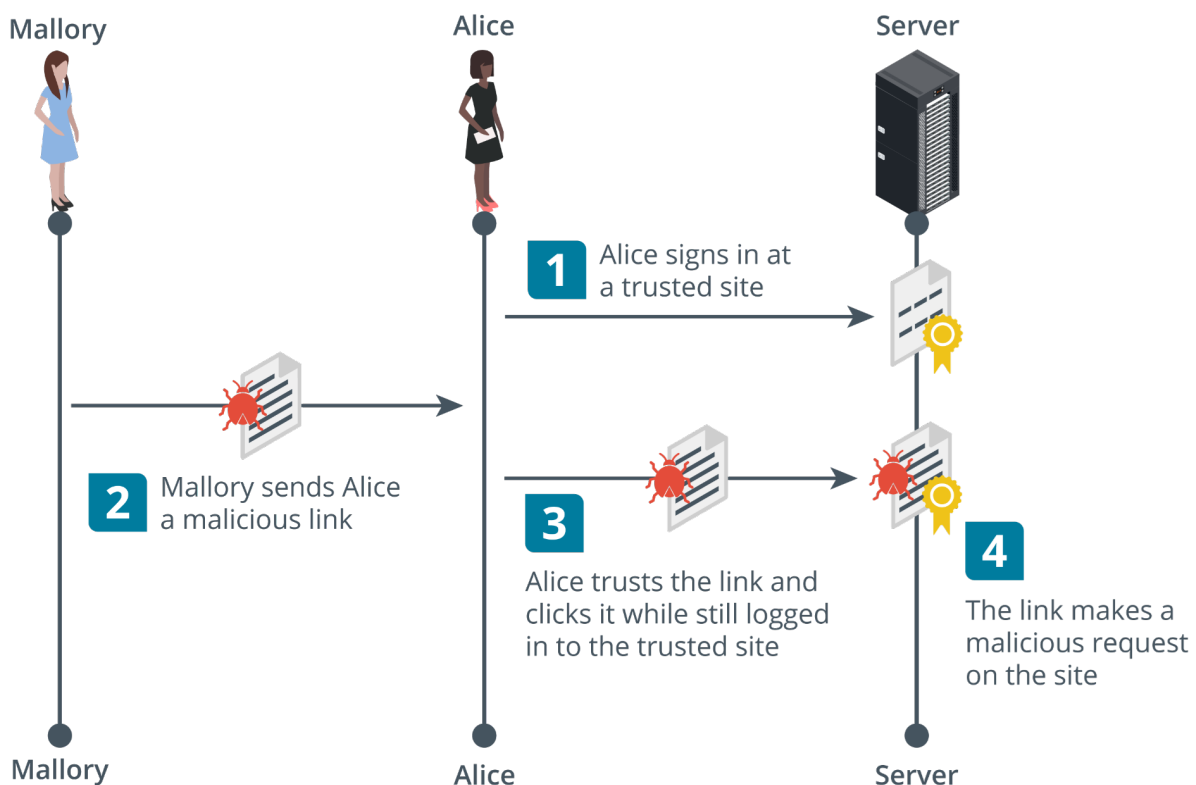 Mallory
Alice
Server
1
Alice signs in at
a trusted site
2
Mallory sends Alice
a malicious link
3
Alice trusts the link and
clicks it while still logged
in to the trusted site
4
The link makes a
malicious request
on the site
Mallory
Alice
Server